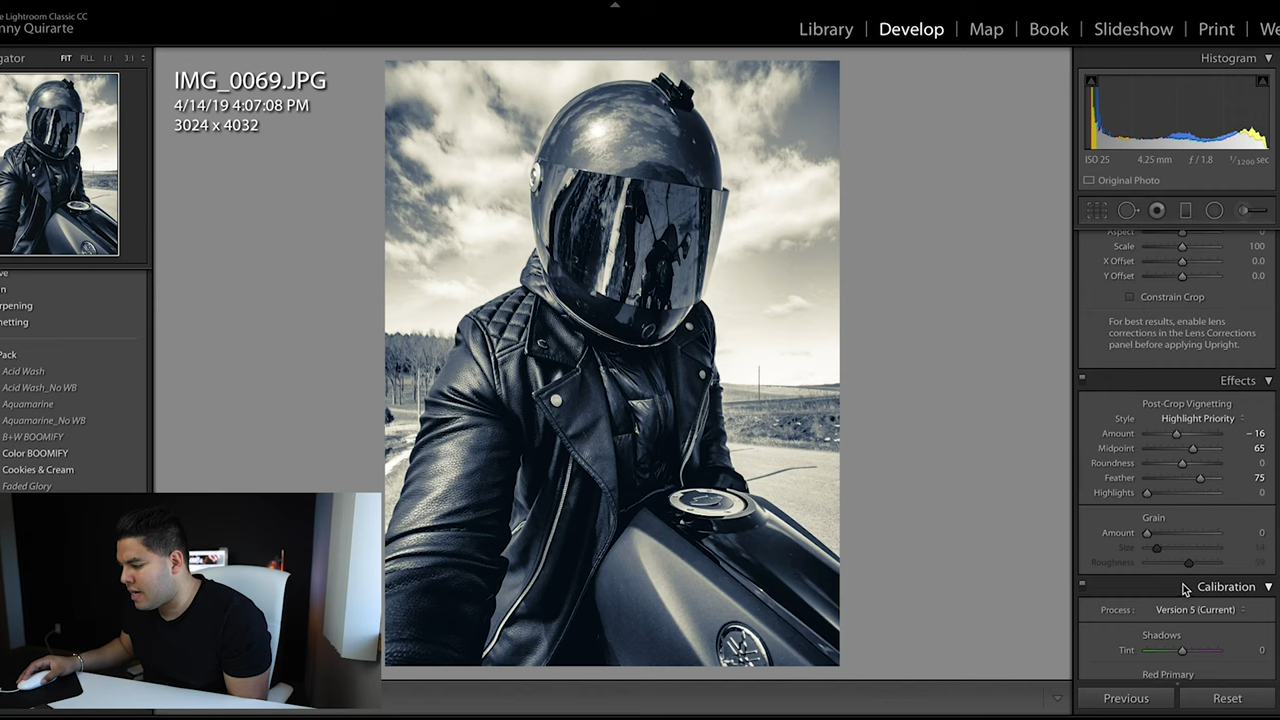 e Lightroom Classic CC
nny Quirarte
Library | Develop | Map | Book | Slideshow | Print | We
gator FIT FILL 1:1 3:1
IMG_0069.JPG
4/14/19 4:07:08 PM
3024 x 4032
ve
n
rpening
netting
Pack
Acid Wash
Acid Wash_No WB
Aquamarine
Aquamarine_No WB
B+W BOOMIFY
Color BOOMIFY
Cookies & Cream
Faded Glory
Histogram
ISO 25 4.25 mm ƒ / 1.8 1/1200 sec
Original Photo
Aspect 0
Scale 100
X Offset 0.0
Y Offset 0.0
Constrain Crop
For best results, enable lens
corrections in the Lens Corrections
panel before applying Upright.
Effects
Post-Crop Vignetting
Style Highlight Priority
Amount – 16
Midpoint 65
Roundness 0
Feather 75
Highlights 0
Grain
Amount 0
Size
Roughness
Calibration
Process : Version 5 (Current)
Shadows
Tint 0
Red Primary
Previous Reset